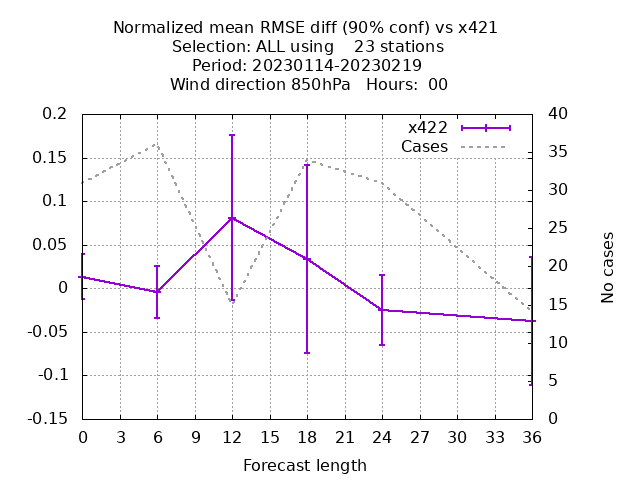 Normalized mean RMSE diff (90% conf) vs x421
Selection: ALL using    23 stations
Period: 20230114-20230219
Wind direction 850hPa   Hours:  00
x422
Cases
0.2
0.15
0.1
0.05
0
-0.05
-0.1
-0.15
40
35
30
25
20
15
10
5
0
No cases
0 3 6 9 12 15 18 21 24 27 30 33 36
Forecast length